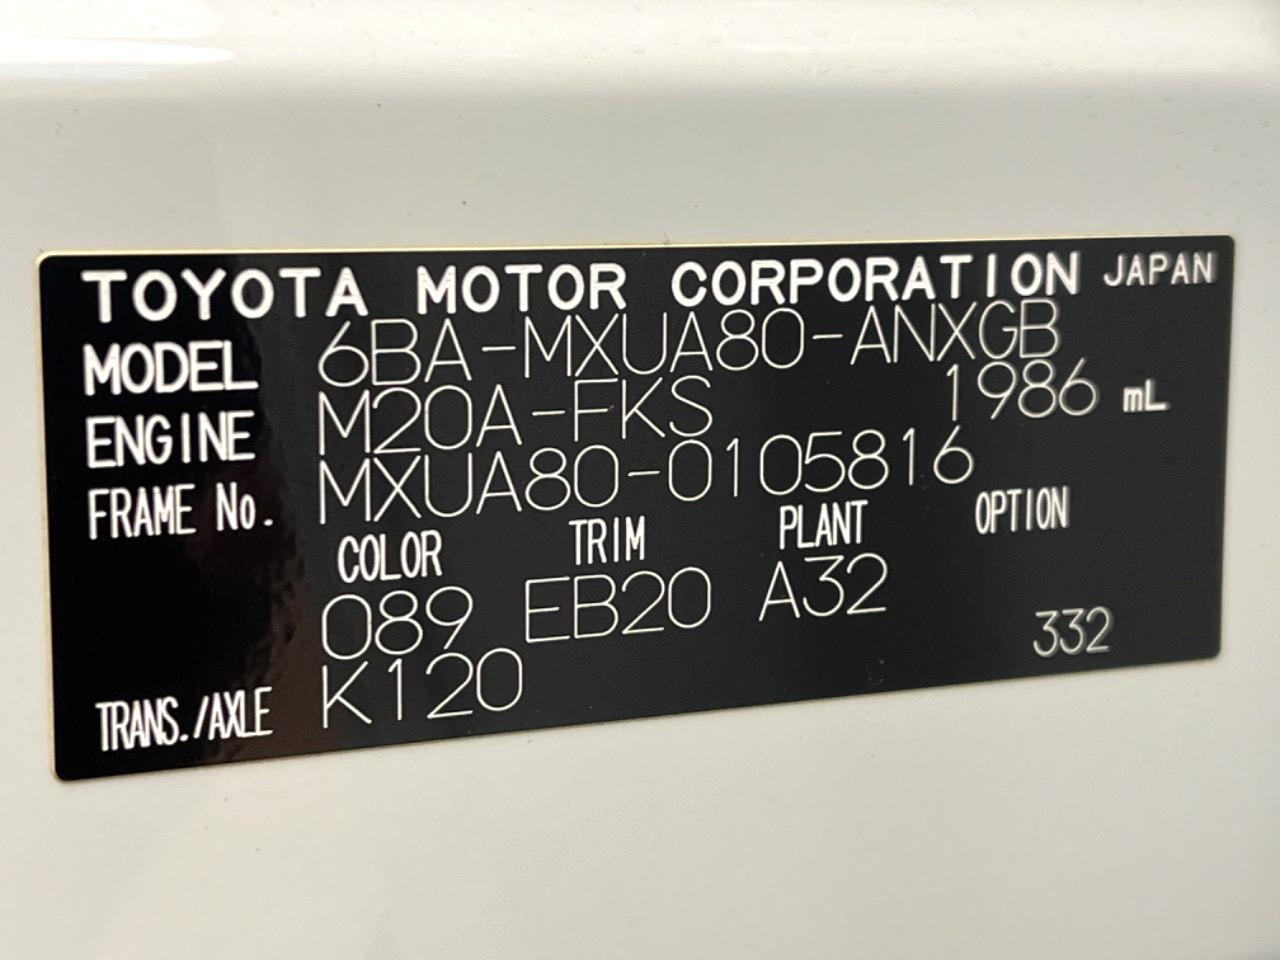 TOYOTA MOTOR CORPORATION JAPAN
MODEL 6BA-MXUA80-ANXGB
ENGINE M20A-FKS 1986 mL
FRAME No. MXUA80-0105816
COLOR TRIM PLANT OPTION
089 EB20 A32 332
TRANS./AXLE K120